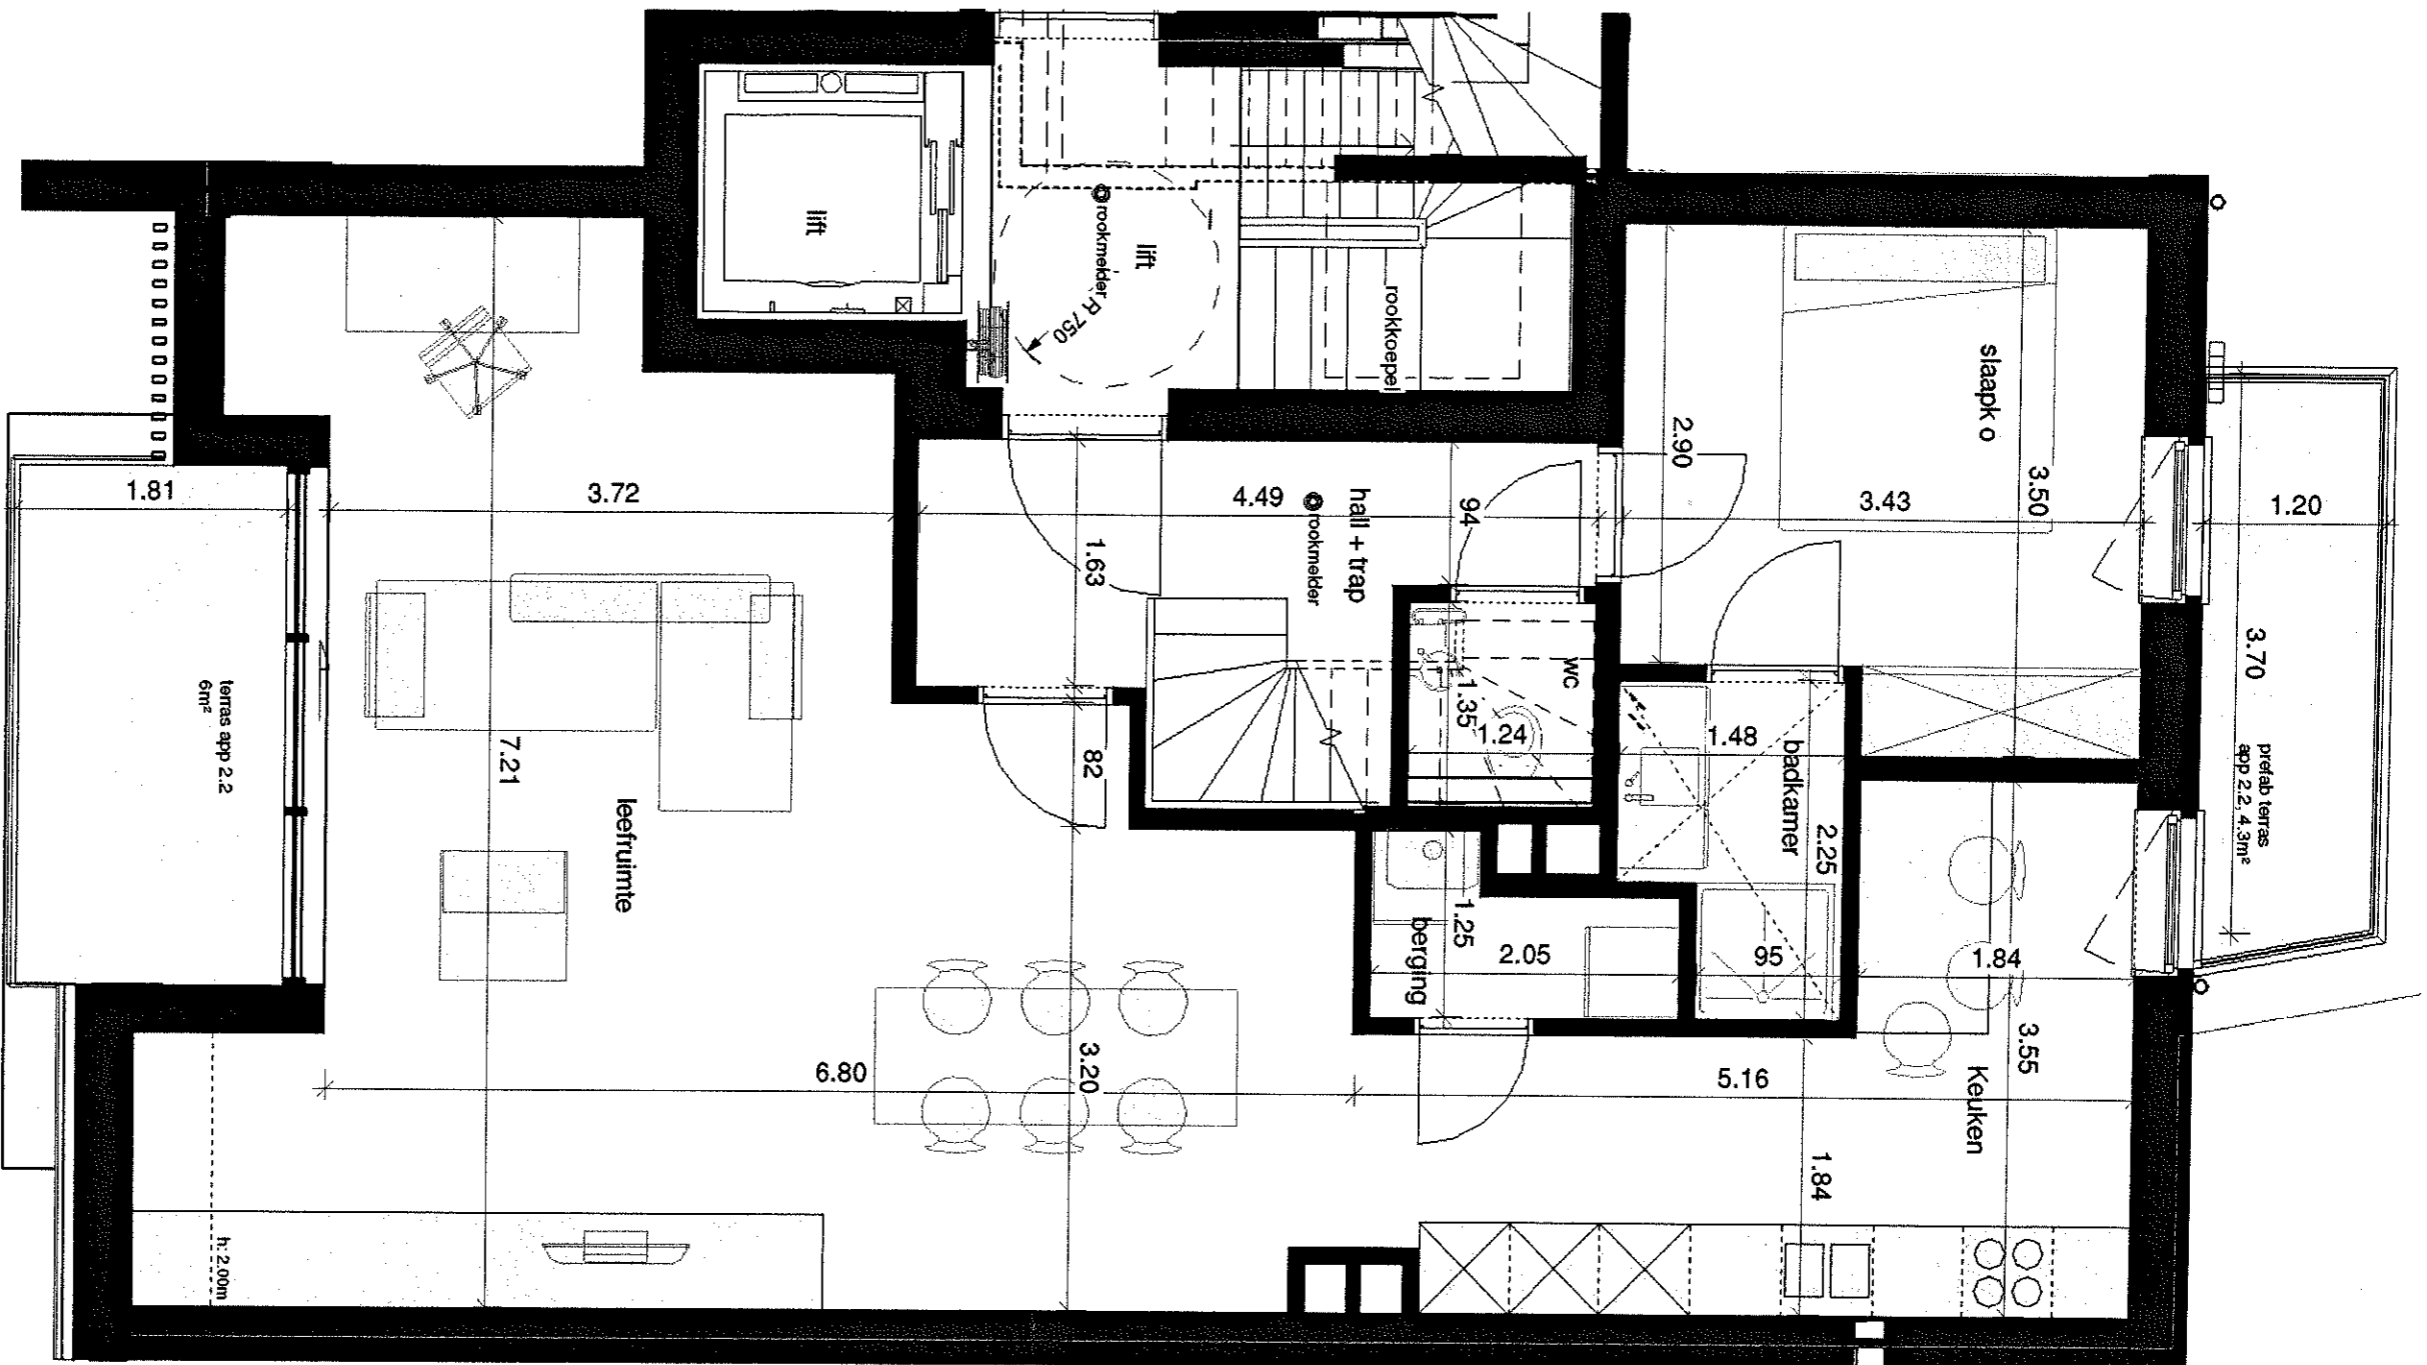 lift
lift
rookmelder
R 750
rookkoepel
slaapk o
2.90
3.50
3.43
1.20
3.70
prefab terras
app 2.2, 4.3m²
1.81
3.72
4.49
hall + trap
rookmelder
94
1.63
wc
1.35
1.24
1.48
badkamer
2.25
82
terras app 2.2
6m²
7.21
leefruimte
1.25
berging
2.05
95
1.84
3.55
Keuken
6.80
3.20
5.16
1.84
h: 2.00m